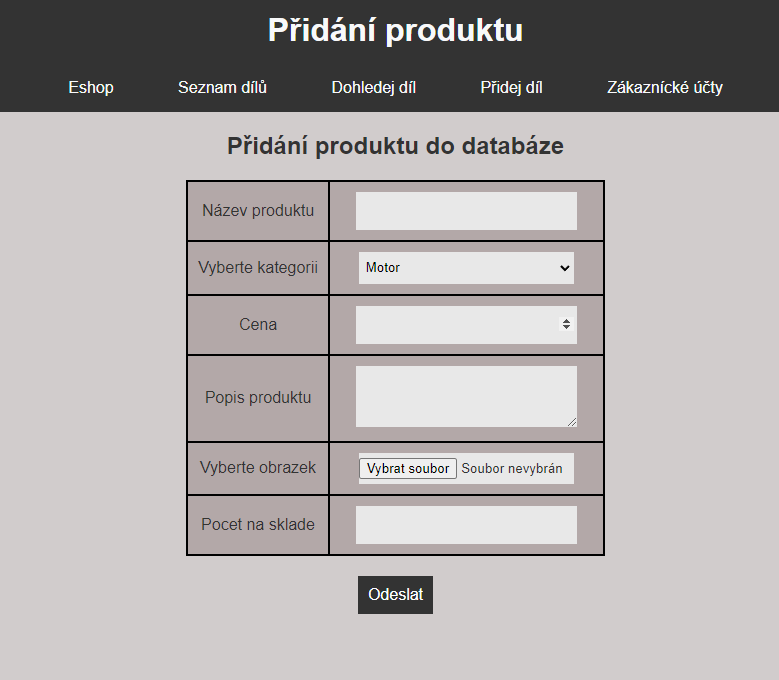 Přidání produktu
Eshop Seznam dílů Dohledej díl Přidej díl Zákaznícké účty
Přidání produktu do databáze
Název produktu
Vyberte kategorii Motor
Cena
Popis produktu
Vyberte obrazek Vybrat soubor Soubor nevybrán
Pocet na sklade
Odeslat